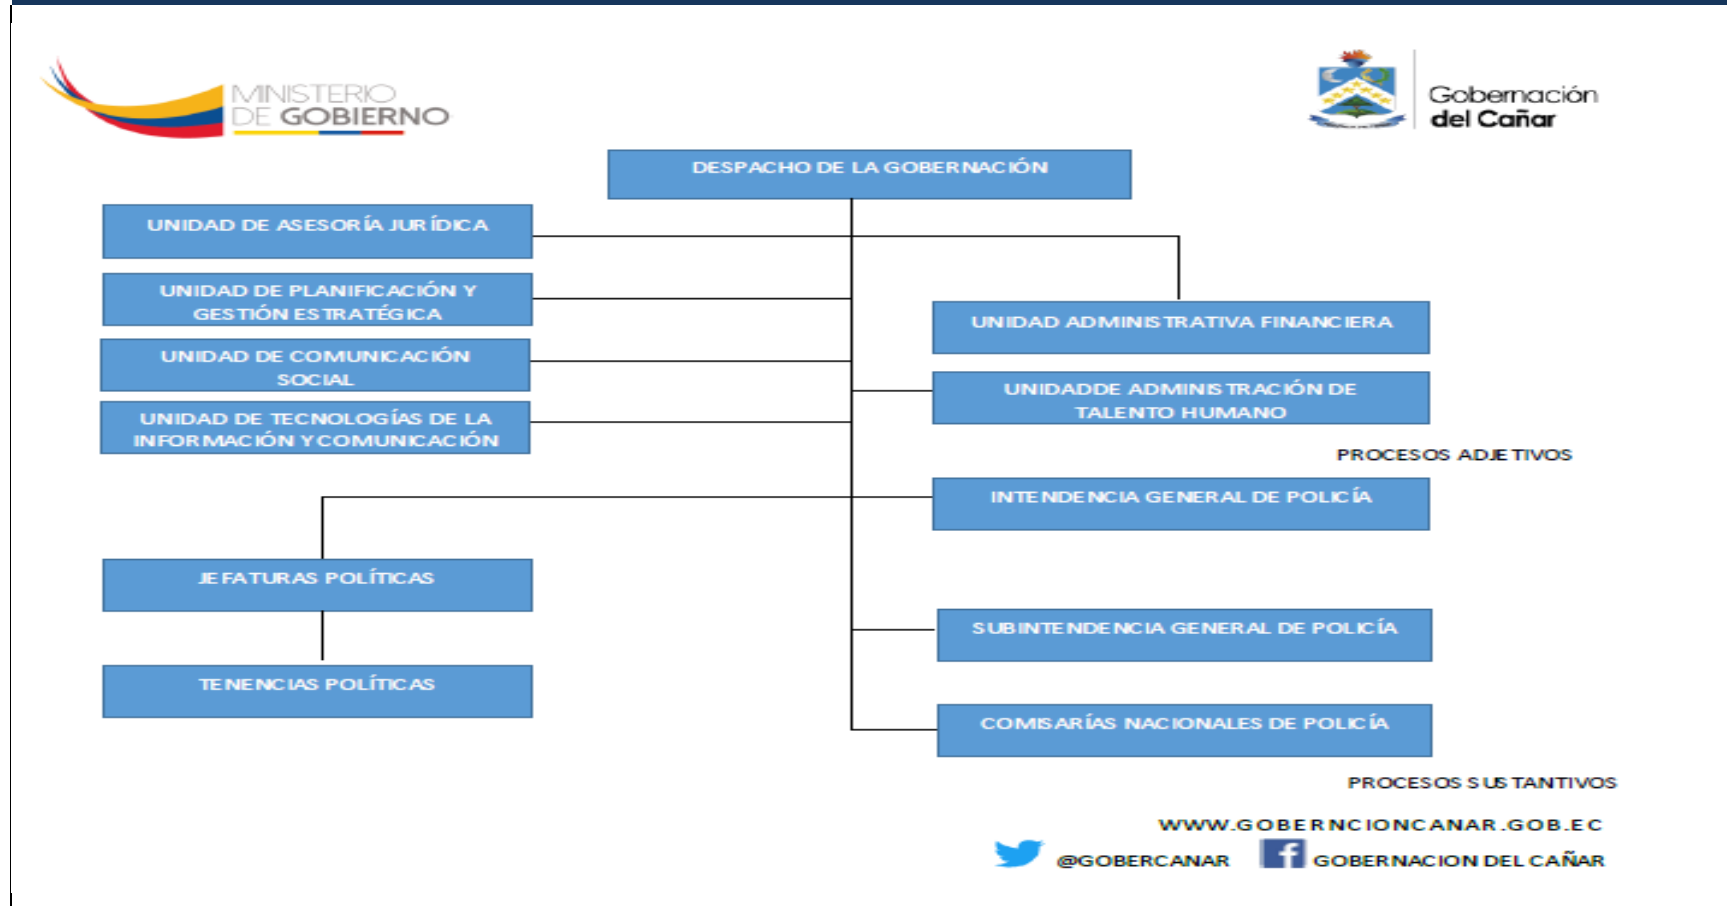 MINISTERIO
DE GOBIERNO
Gobernación
del Cañar
DESPACHO DE LA GOBERNACIÓN
UNIDAD DE ASESORÍA JURÍDICA
UNIDAD DE PLANIFICACIÓN Y
GESTIÓN ESTRATÉGICA
UNIDAD ADMINISTRATIVA FINANCIERA
UNIDAD DE COMUNICACIÓN
SOCIAL
UNIDADDE ADMINISTRACIÓN DE
TALENTO HUMANO
UNIDAD DE TECNOLOGÍAS DE LA
INFORMACIÓN Y COMUNICACIÓN
PROCESOS ADJETIVOS
INTENDENCIA GENERAL DE POLICÍA
JEFATURAS POLÍTICAS
SUBINTENDENCIA GENERAL DE POLICÍA
TENENCIAS POLÍTICAS
COMISARÍAS NACIONALES DE POLICÍA
PROCESOS SUSTANTIVOS
WWW.GOBERNCIONCANAR.GOB.EC
@GOBERCANAR
GOBERNACION DEL CAÑAR